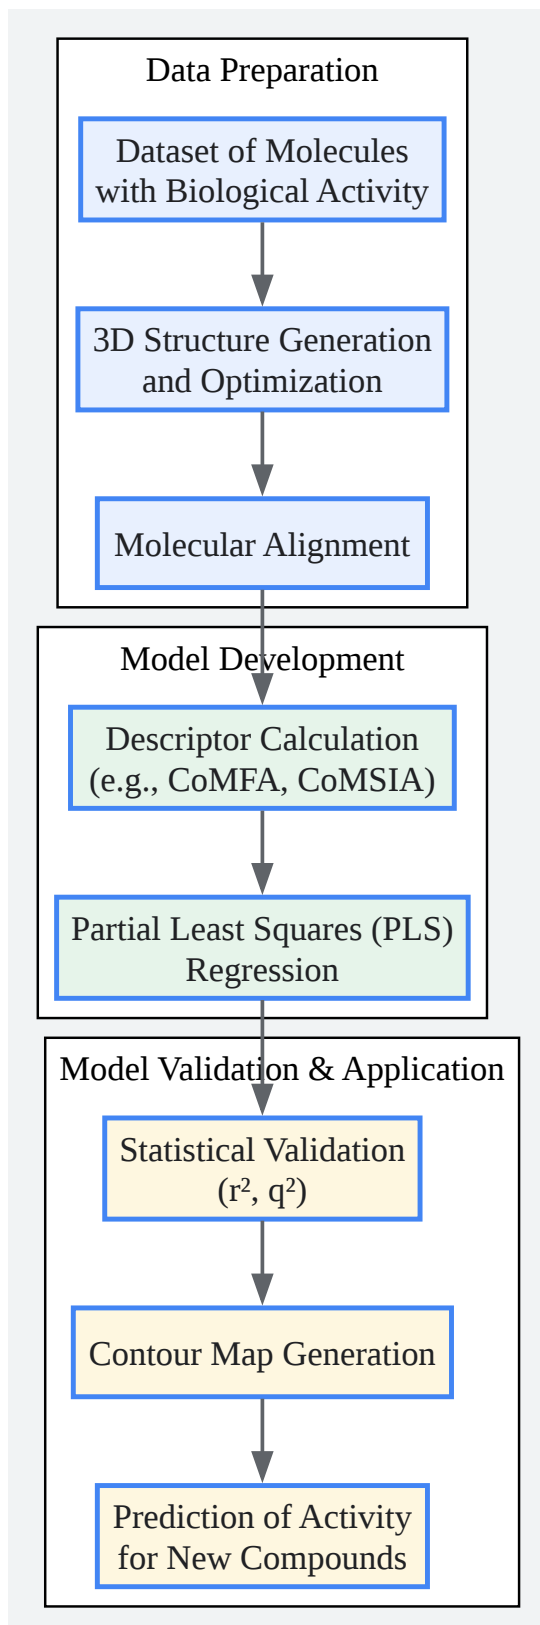 Data Preparation
Dataset of Molecules
with Biological Activity
3D Structure Generation
and Optimization
Molecular Alignment
Model Development
Descriptor Calculation
(e.g., CoMFA, CoMSIA)
Partial Least Squares (PLS)
Regression
Model Validation & Application
Statistical Validation
(r², q²)
Contour Map Generation
Prediction of Activity
for New Compounds